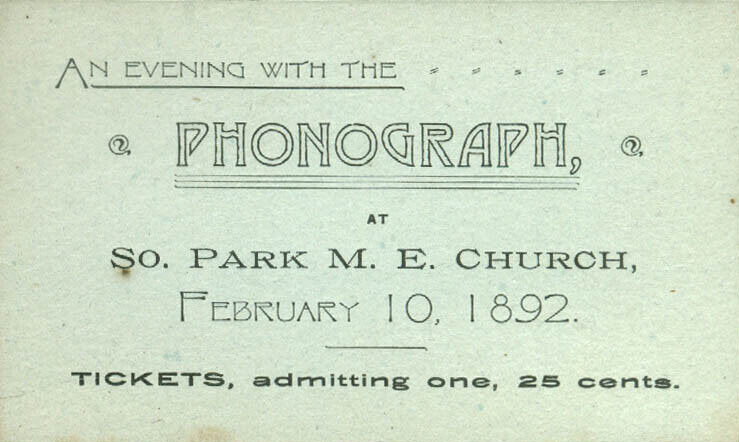 AN EVENING WITH THE
PHONOGRAPH,
AT
SO. PARK M. E. CHURCH,
FEBRUARY 10, 1892.
TICKETS, admitting one, 25 cents.